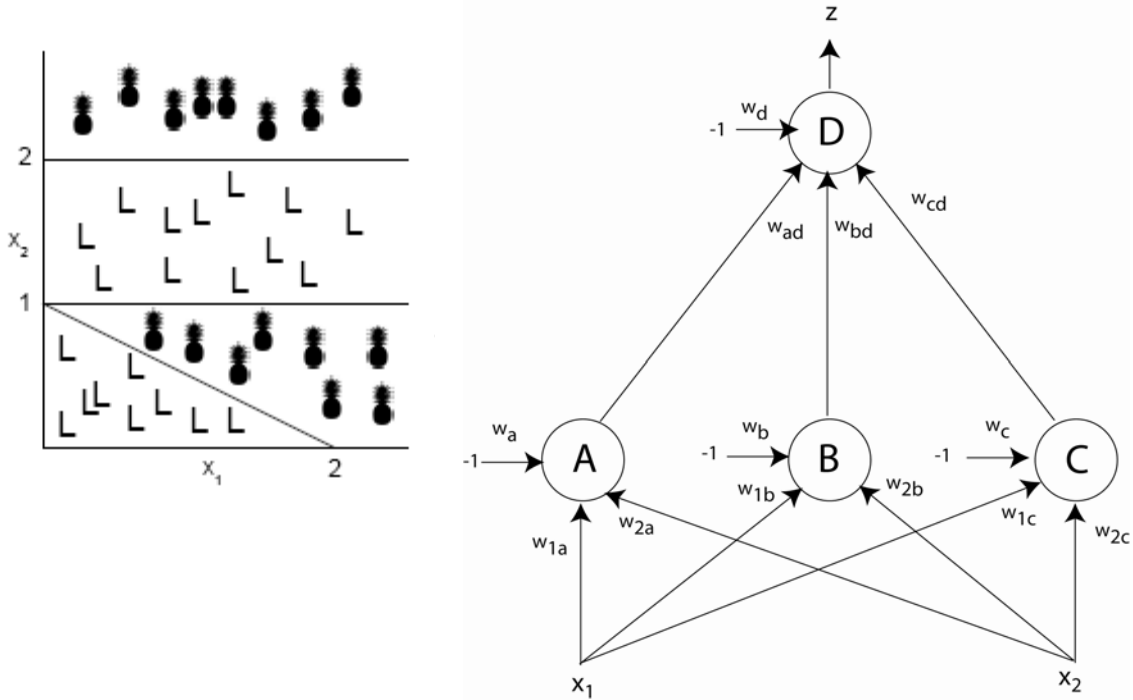 2
x₂
1
L L L L L L L L L L L L
L L L L L L L L L
x₁
2
z
w_d
-1
D
w_ad
w_bd
w_cd
w_a
-1
A
w_b
-1
B
w_c
-1
C
w_1a
w_2a
w_1b
w_2b
w_1c
w_2c
x₁
x₂